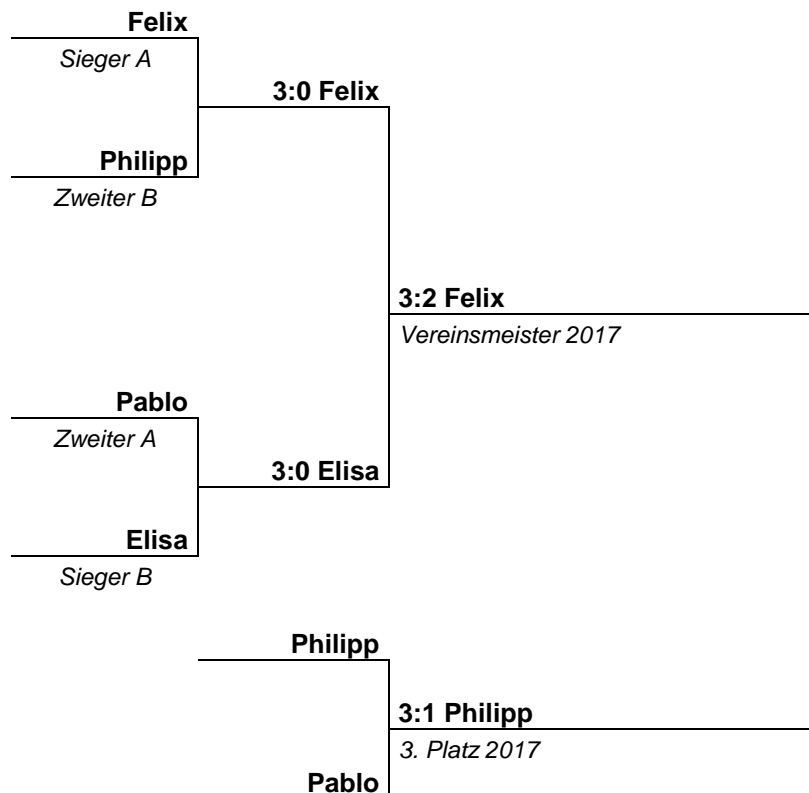 Felix
Sieger A
3:0 Felix
Philipp
Zweiter B
3:2 Felix
Vereinsmeister 2017
Pablo
Zweiter A
3:0 Elisa
Elisa
Sieger B
Philipp
3:1 Philipp
3. Platz 2017
Pablo